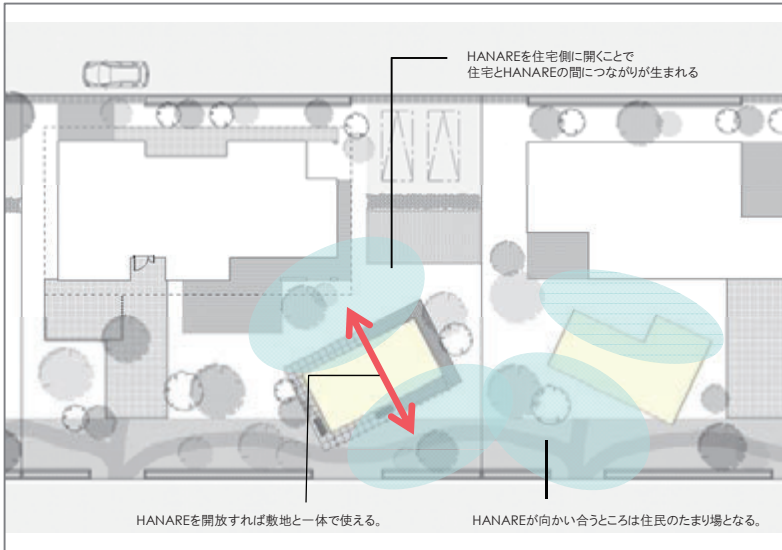 HANAREを住宅側に開くことで
住宅とHANAREの間につながりが生まれる
HANAREを開放すれば敷地と一体で使える。
HANAREが向かい合うところは住民のたまり場となる。